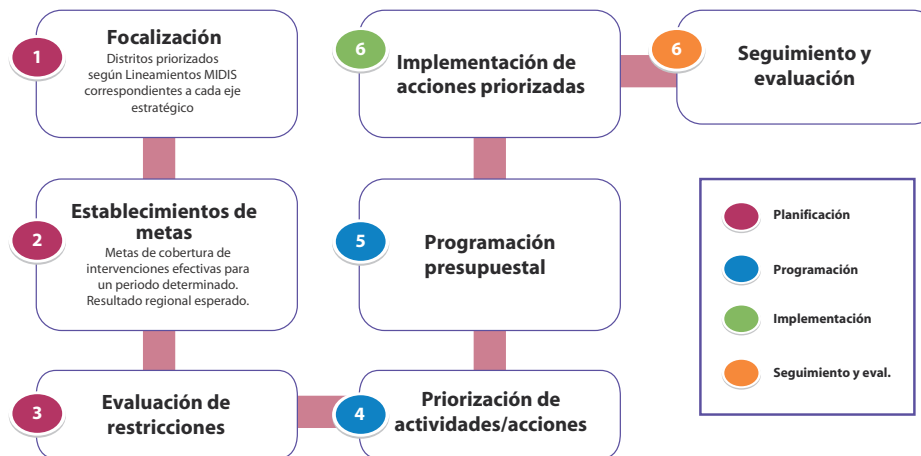 1
Focalización
Distritos priorizados
según Lineamientos MIDIS
correspondientes a cada eje
estratégico
2
Establecimientos de
metas
Metas de cobertura de
intervenciones efectivas para
un periodo determinado.
Resultado regional esperado.
3
Evaluación de
restricciones
4
Priorización de
actividades/acciones
5
Programación
presupuestal
6
Implementación de
acciones priorizadas
6
Seguimiento y
evaluación
Planificación
Programación
Implementación
Seguimiento y eval.